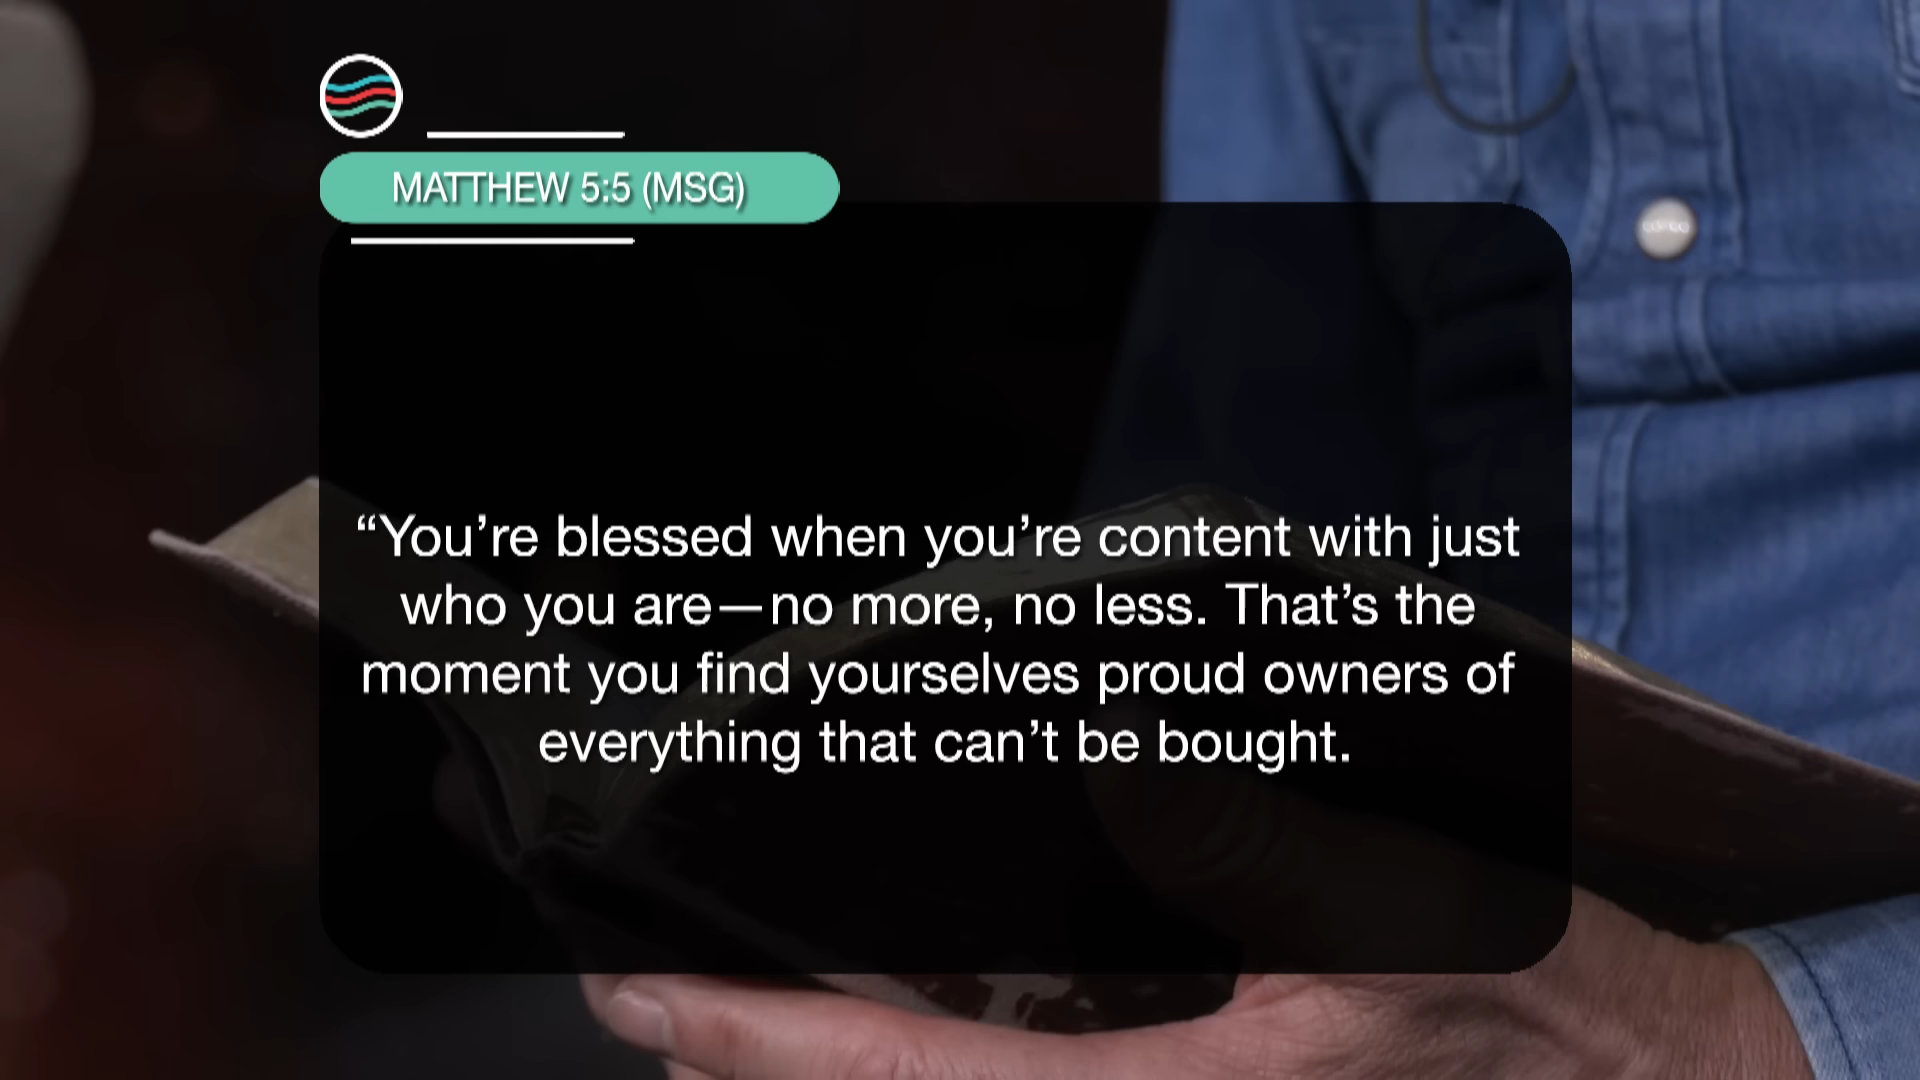 MATTHEW 5:5 (MSG)
“You’re blessed when you’re content with just
who you are—no more, no less. That’s the
moment you find yourselves proud owners of
everything that can’t be bought.